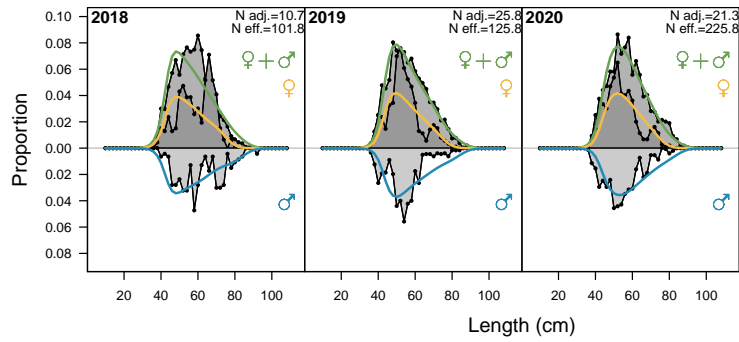 2018
N adj.=10.7
N eff.=101.8
♀+♂
♀
♂
2019
N adj.=25.8
N eff.=125.8
♀+♂
♀
♂
2020
N adj.=21.3
N eff.=225.8
♀+♂
♀
♂
Proportion
0.10
0.08
0.06
0.04
0.02
0.00
0.02
0.04
0.06
0.08
20 40 60 80 100
20 40 60 80 100
20 40 60 80 100
Length (cm)